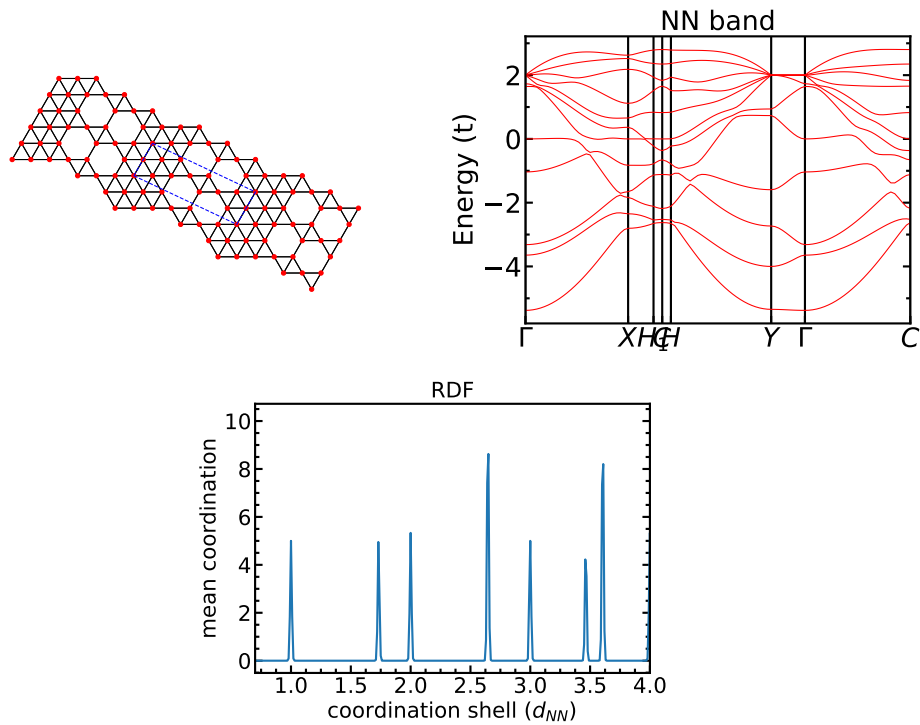 NN band
Energy (t)
2
0
−2
−4
Γ X H₁ C H Y Γ C
RDF
mean coordination
10
8
6
4
2
0
1.0 1.5 2.0 2.5 3.0 3.5 4.0
coordination shell (d_NN)